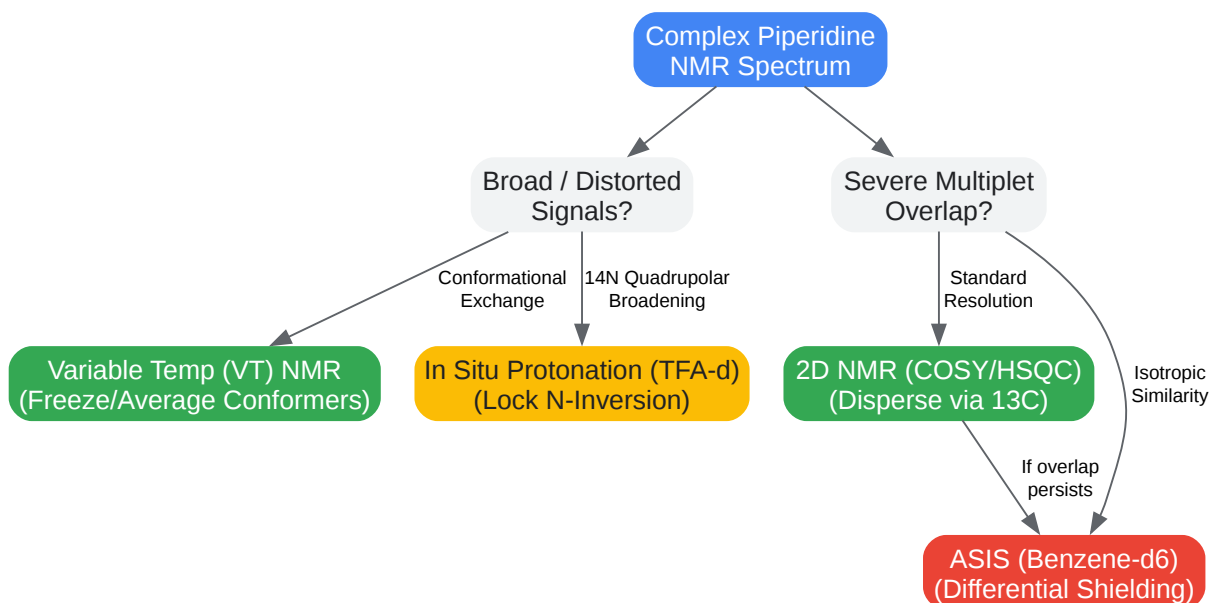 Complex Piperidine
NMR Spectrum
Broad / Distorted
Signals?
Severe Multiplet
Overlap?
Conformational
Exchange
14N Quadrupolar
Broadening
Standard
Resolution
Isotropic
Similarity
Variable Temp (VT) NMR
(Freeze/Average Conformers)
In Situ Protonation (TFA-d)
(Lock N-Inversion)
2D NMR (COSY/HSQC)
(Disperse via 13C)
If overlap
persists
ASIS (Benzene-d6)
(Differential Shielding)